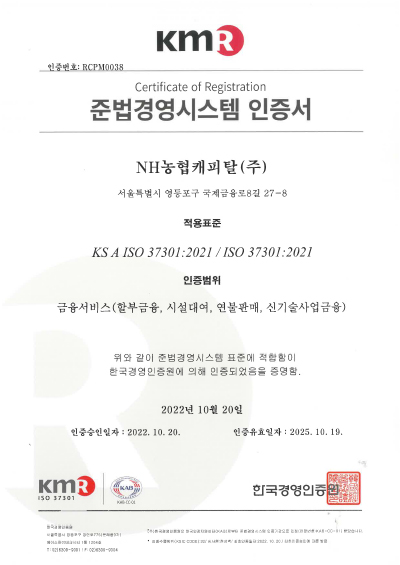 KMR
인증번호: RCPM0038
Certificate of Registration
준법경영시스템 인증서
NH농협캐피탈(주)
서울특별시 영등포구 국제금융로8길 27-8
적용표준
KS A ISO 37301:2021 / ISO 37301:2021
인증범위
금융서비스(할부금융, 시설대여, 연불판매, 신기술사업금융)
위와 같이 준법경영시스템 표준에 적합함이
한국경영인증원에 의해 인증되었음을 증명함.
2022년 10월 20일
인증승인일자 : 2022. 10. 20. 인증유효일자 : 2025. 10. 19.
KMR
ISO 37301
KAB
한국경영인증원